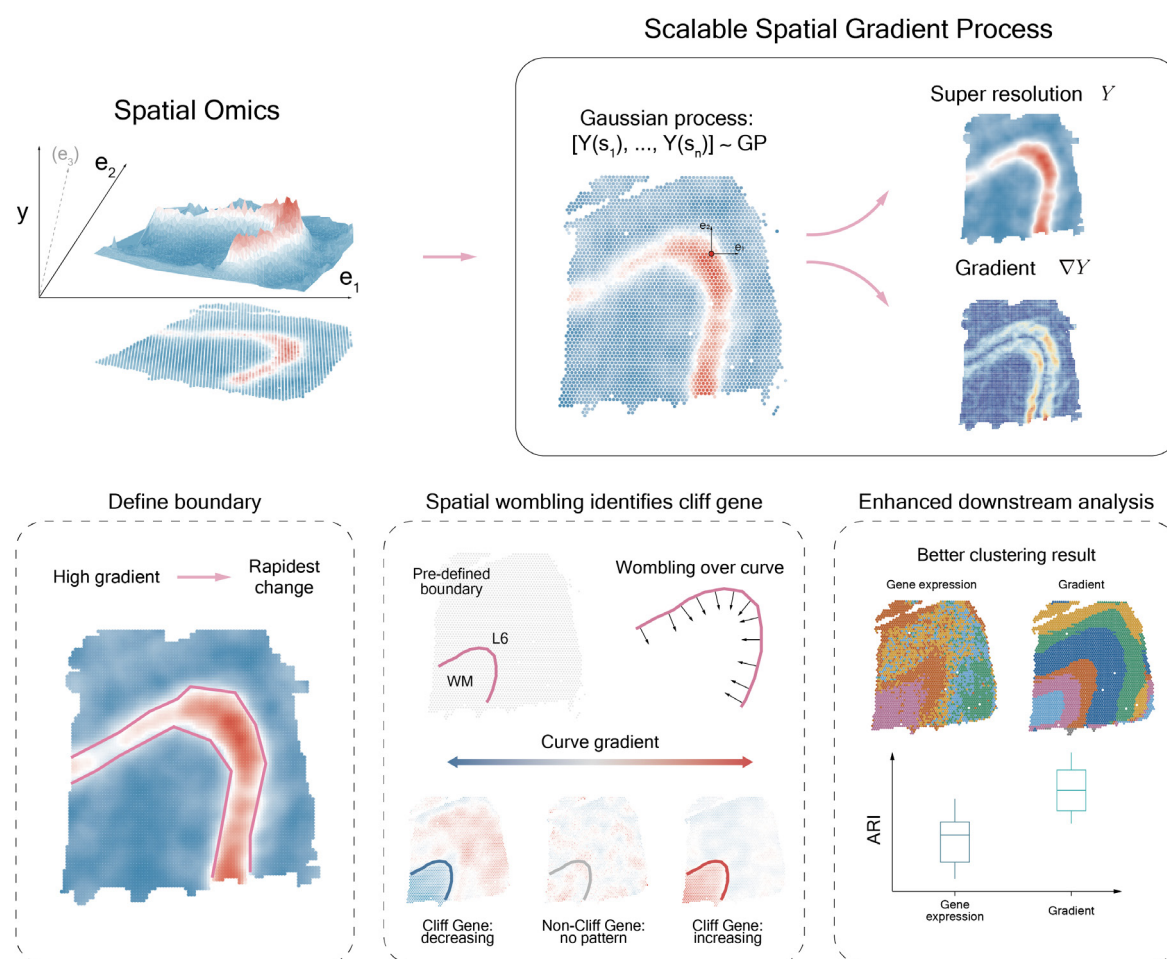 Scalable Spatial Gradient Process
Spatial Omics
(e3)
e2
y
e1
Gaussian process:
[Y(s1), ..., Y(sn)] ~ GP
e2
e1
Super resolution Y
Gradient ∇Y
Define boundary
High gradient
Rapidest
change
Spatial wombling identifies cliff gene
Pre-defined
boundary
L6
WM
Wombling over curve
Curve gradient
Cliff Gene:
decreasing
Non-Cliff Gene:
no pattern
Cliff Gene:
increasing
Enhanced downstream analysis
Better clustering result
Gene expression
Gradient
ARI
Gene
expression
Gradient